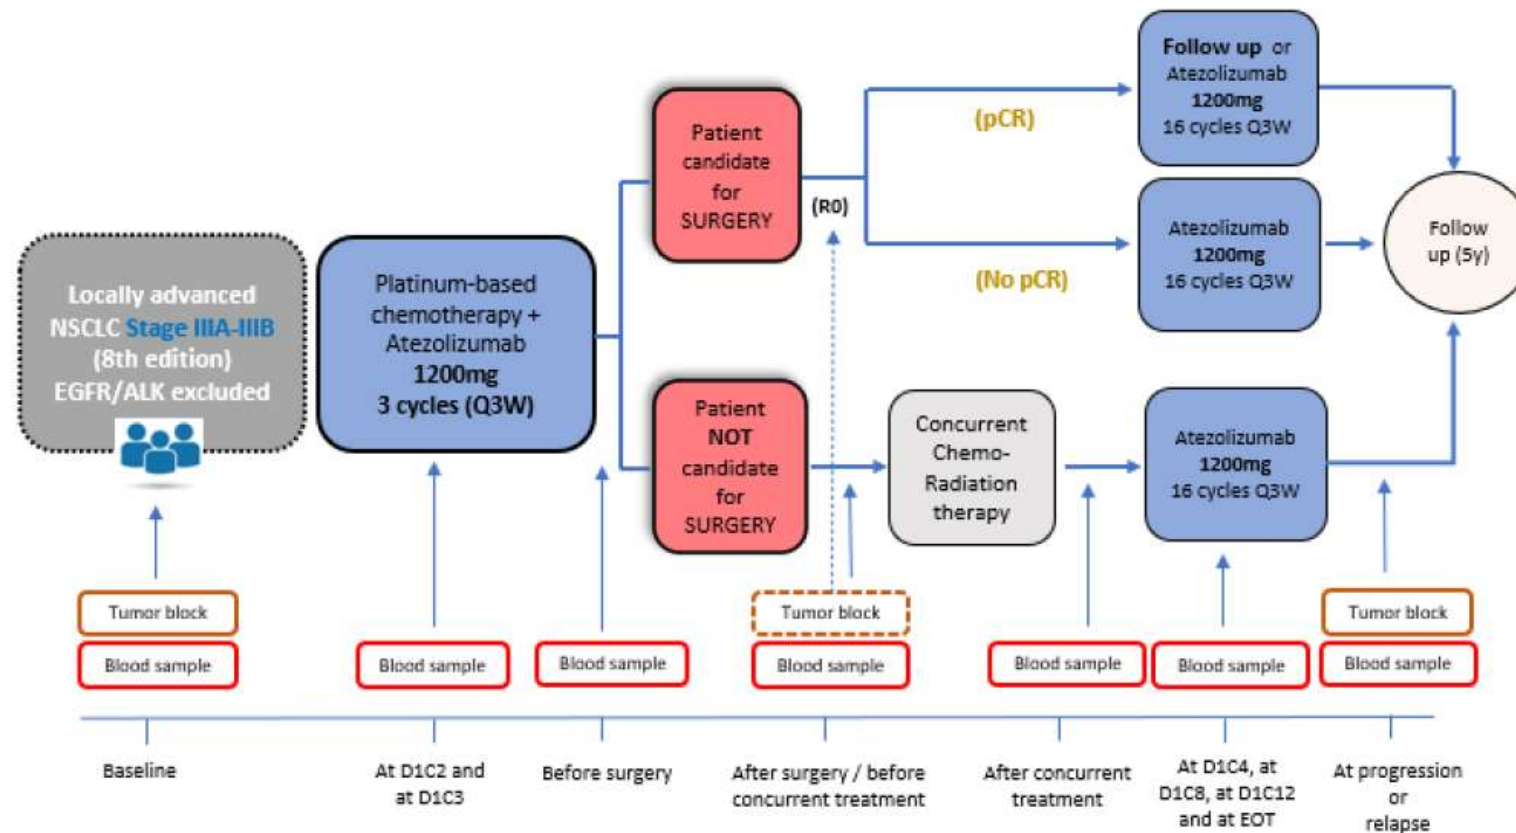 Locally advanced
NSCLC Stage IIIA-IIIB
(8th edition)
EGFR/ALK excluded
Platinum-based
chemotherapy +
Atezolizumab
1200mg
3 cycles (Q3W)
Patient
candidate
for
SURGERY
(R0)
(pCR)
(No pCR)
Follow up or
Atezolizumab
1200mg
16 cycles Q3W
Atezolizumab
1200mg
16 cycles Q3W
Follow
up (5y)
Patient
NOT
candidate
for
SURGERY
Concurrent
Chemo-
Radiation
therapy
Atezolizumab
1200mg
16 cycles Q3W
Tumor block
Blood sample
Blood sample
Blood sample
Tumor block
Blood sample
Blood sample
Blood sample
Tumor block
Blood sample
Baseline
At D1C2 and
at D1C3
Before surgery
After surgery / before
concurrent treatment
After concurrent
treatment
At D1C4, at
D1C8, at D1C12
and at EOT
At progression
or
relapse